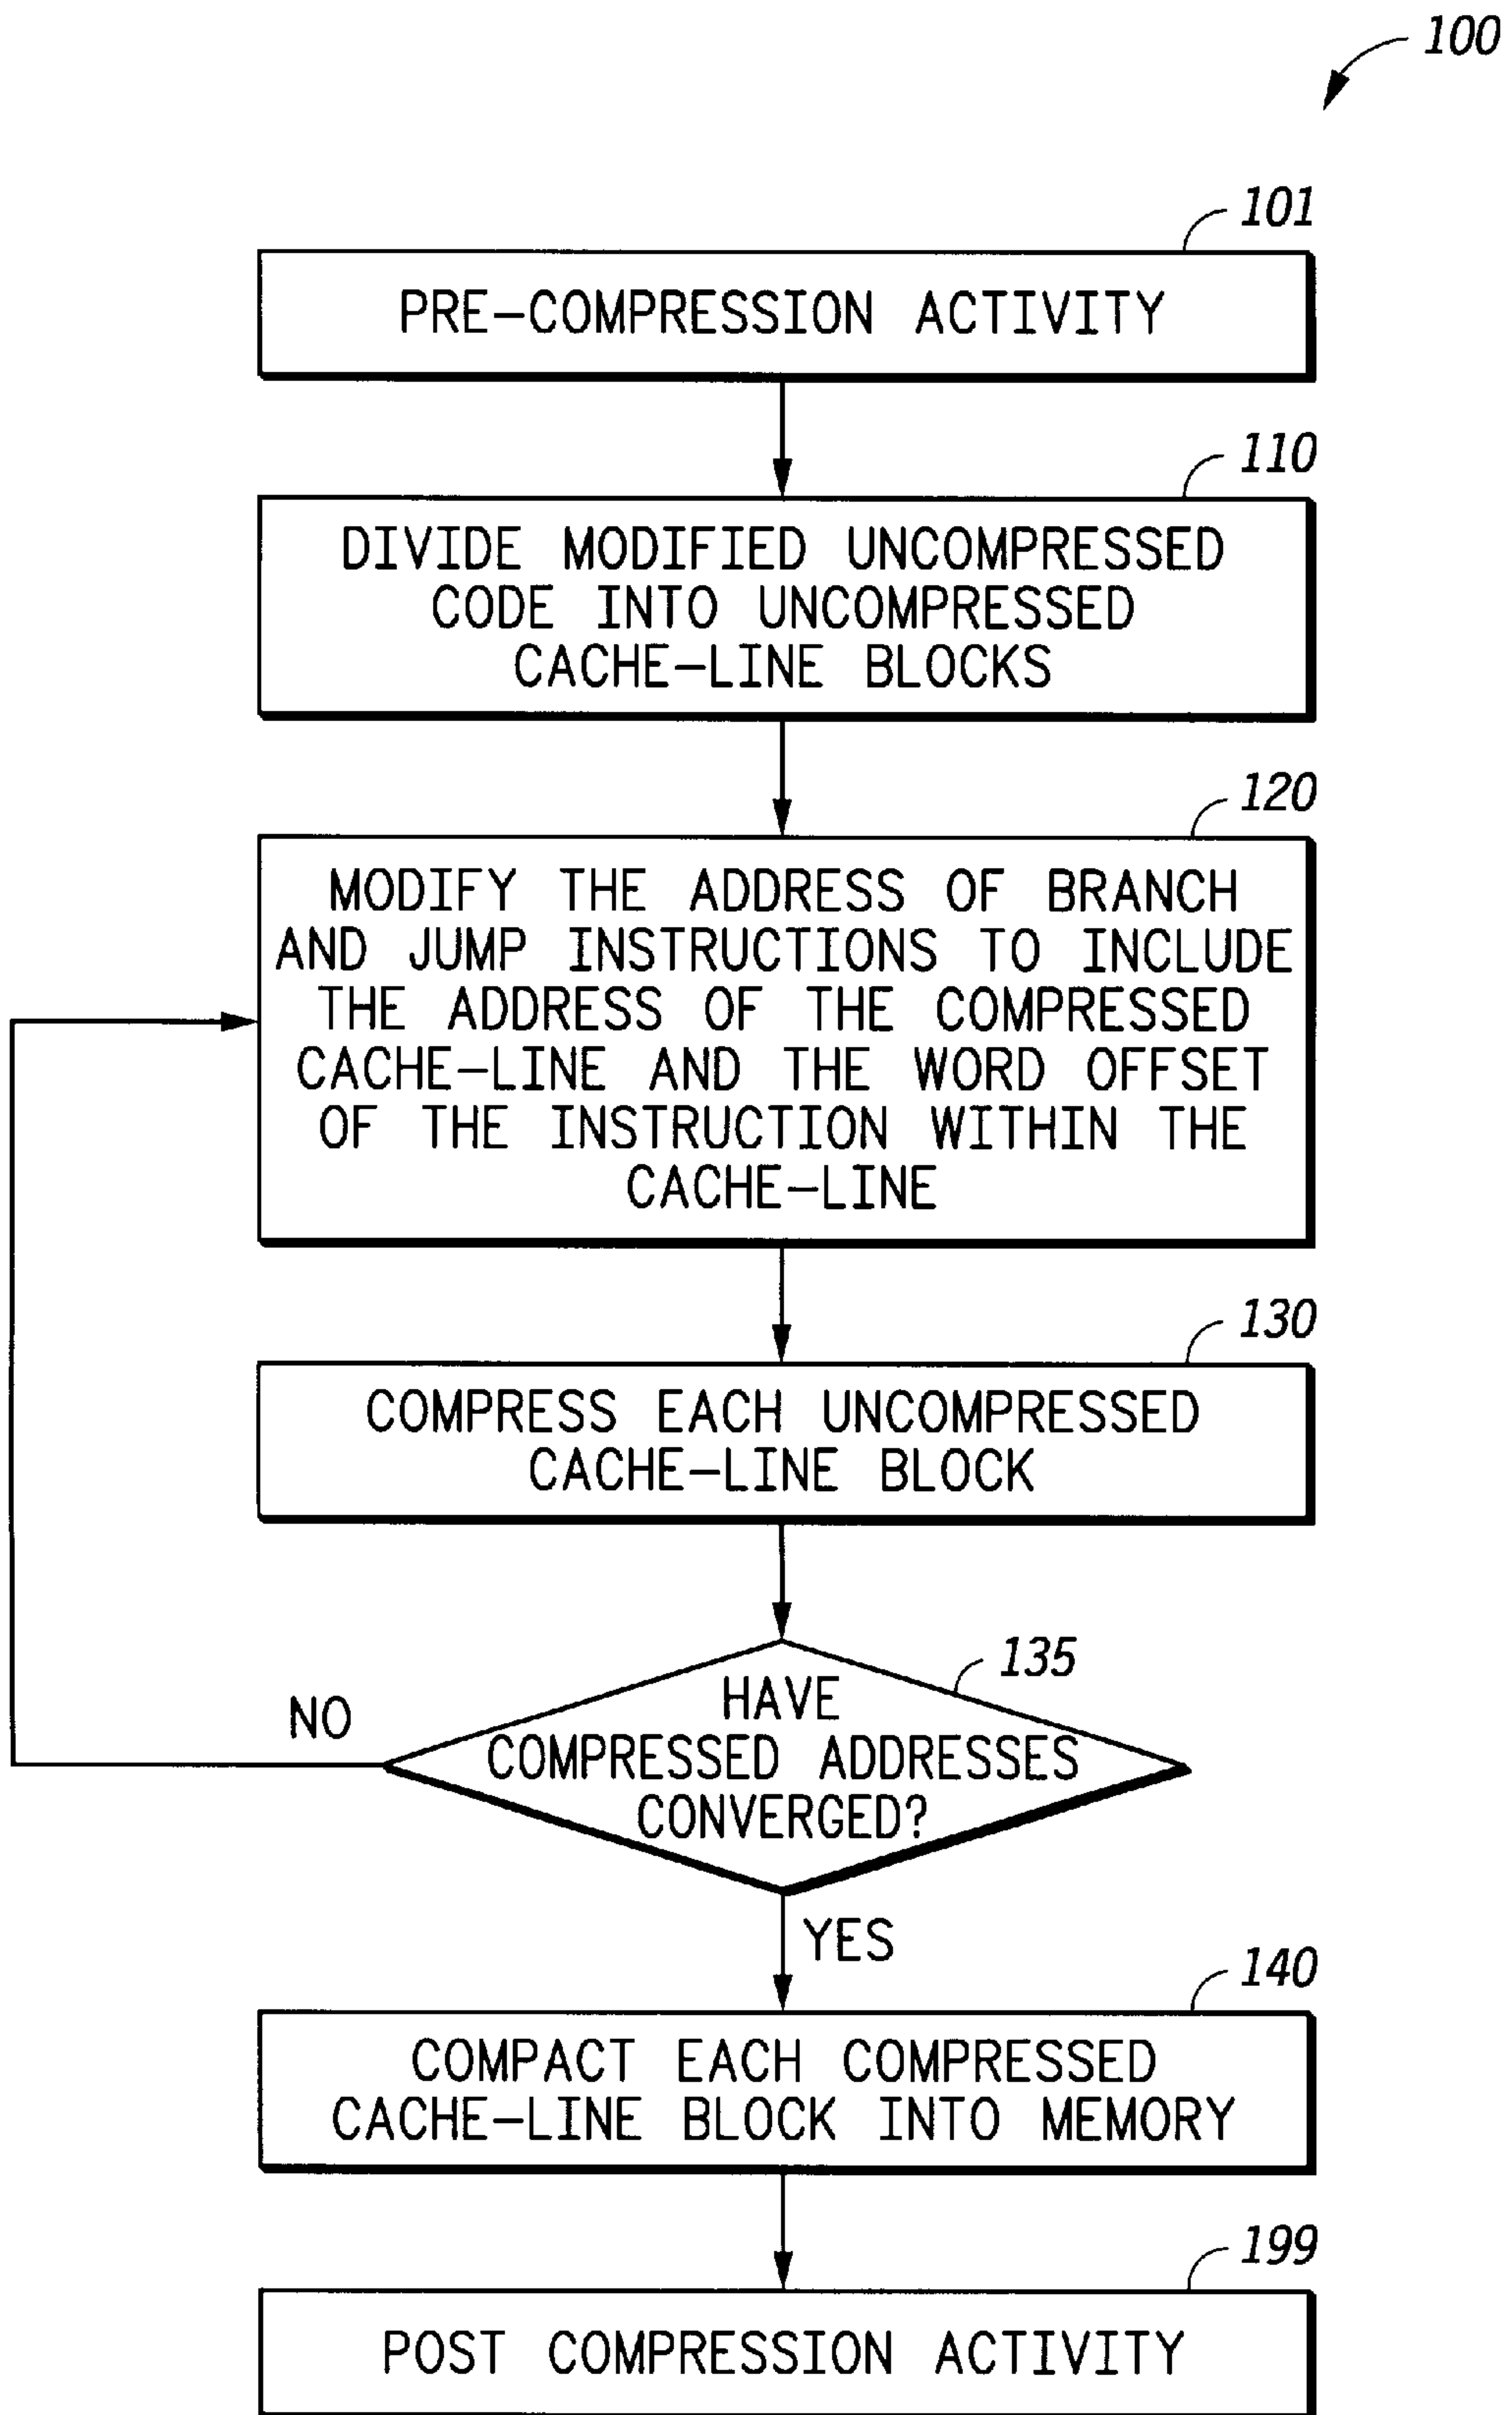 100
101
PRE-COMPRESSION ACTIVITY
110
DIVIDE MODIFIED UNCOMPRESSED
CODE INTO UNCOMPRESSED
CACHE-LINE BLOCKS
120
MODIFY THE ADDRESS OF BRANCH
AND JUMP INSTRUCTIONS TO INCLUDE
THE ADDRESS OF THE COMPRESSED
CACHE-LINE AND THE WORD OFFSET
OF THE INSTRUCTION WITHIN THE
CACHE-LINE
130
COMPRESS EACH UNCOMPRESSED
CACHE-LINE BLOCK
135
HAVE
COMPRESSED ADDRESSES
CONVERGED?
NO
YES
140
COMPACT EACH COMPRESSED
CACHE-LINE BLOCK INTO MEMORY
199
POST COMPRESSION ACTIVITY